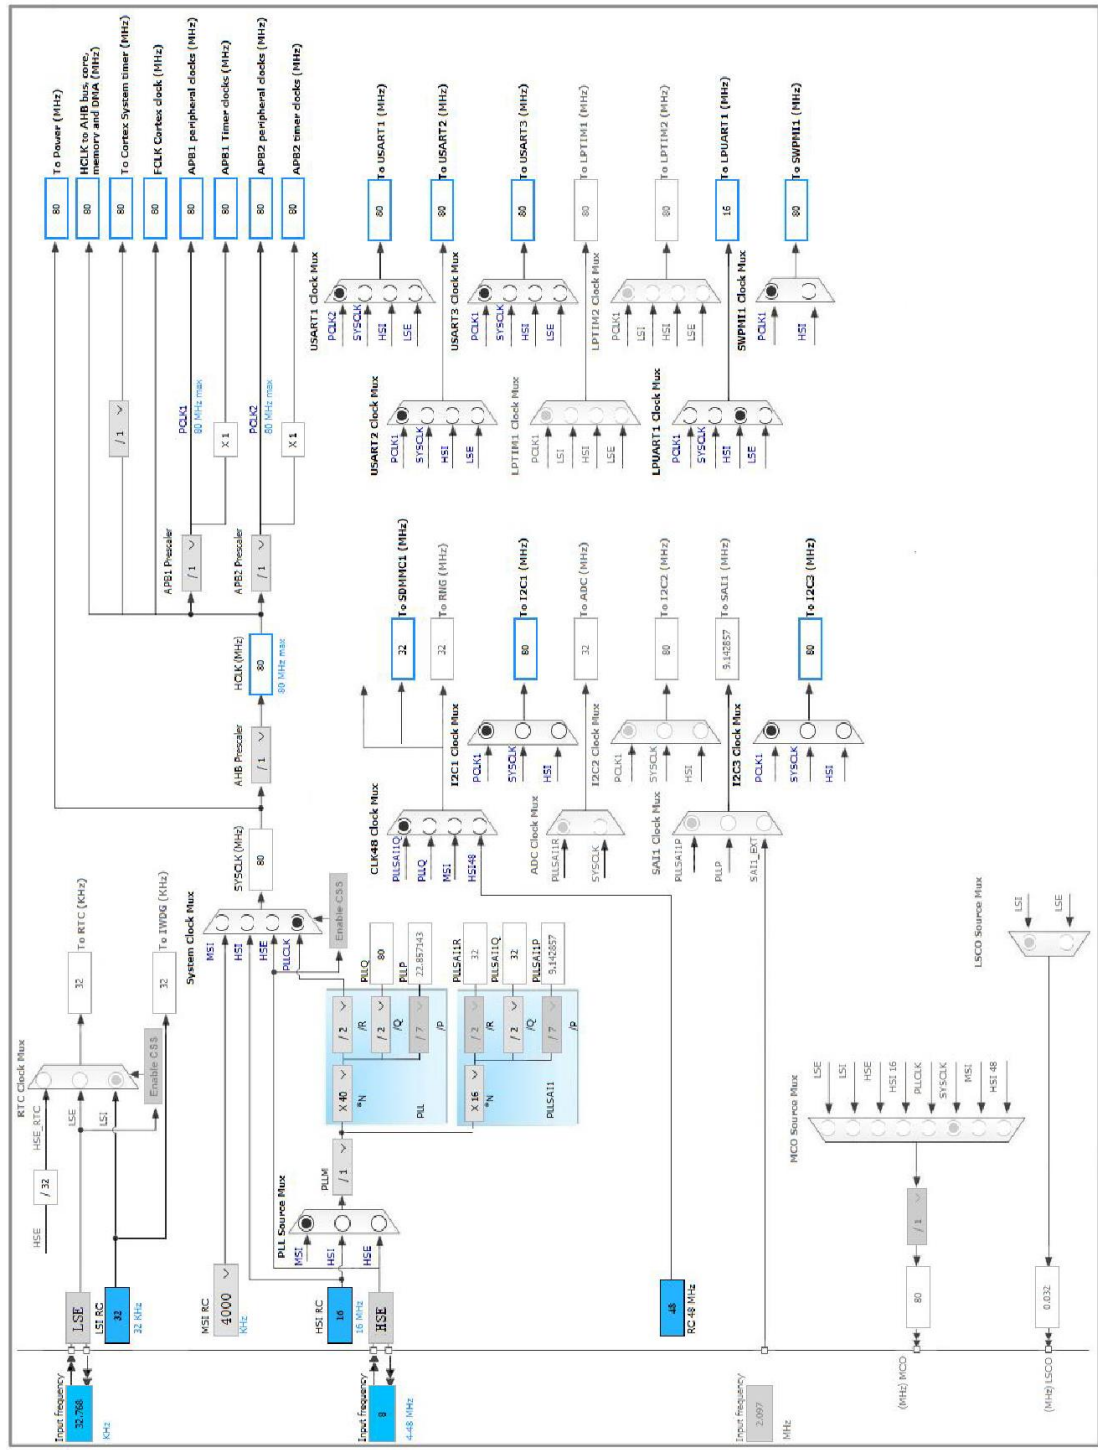 Input frequency
32.768
KHz
LSE
LSI RC
32
32 KHz
HSE
/ 32
HSE_RTC
RTC Clock Mux
LSE
LSI
Enable CSS
32
To RTC (KHz)
32
To IWDG (KHz)
MSI RC
4000
KHz
HSI RC
16
16 MHz
Input frequency
8
4-48 MHz
HSE
PLL Source Mux
MSI
HSI
HSE
PLLM
/ 1
X 40
*N
PLL
/ 2
/R
/ 2
/Q
/ 7
/P
PLLQ
80
PLLP
22.857143
X 16
*N
PLLSAI1
/ 2
/R
/ 2
/Q
/ 7
/P
PLLSAI1R
32
PLLSAI1Q
32
PLLSAI1P
9.142857
System Clock Mux
MSI
HSI
HSE
PLLCLK
Enable CSS
SYSCLK (MHz)
80
AHB Prescaler
/ 1
HCLK (MHz)
80
80 MHz max
APB1 Prescaler
/ 1
PCLK1
80 MHz max
X 1
APB2 Prescaler
/ 1
PCLK2
80 MHz max
X 1
/ 1
80
To Power (MHz)
80
HCLK to AHB bus, core,
memory and DMA (MHz)
80
To Cortex System timer (MHz)
80
FCLK Cortex clock (MHz)
80
APB1 peripheral clocks (MHz)
80
APB1 Timer clocks (MHz)
80
APB2 peripheral clocks (MHz)
80
APB2 timer clocks (MHz)
CLK48 Clock Mux
PLLSAI1Q
PLLQ
MSI
HSI48
32
To SDMMC1 (MHz)
32
To RNG (MHz)
48
RC 48 MHz
I2C1 Clock Mux
PCLK1
SYSCLK
HSI
80
To I2C1 (MHz)
ADC Clock Mux
PLLSAI1R
SYSCLK
32
To ADC (MHz)
I2C2 Clock Mux
PCLK1
SYSCLK
HSI
80
To I2C2 (MHz)
SAI1 Clock Mux
PLLSAI1P
PLLP
SAI1_EXT
9.142857
To SAI1 (MHz)
I2C3 Clock Mux
PCLK1
SYSCLK
HSI
80
To I2C3 (MHz)
USART1 Clock Mux
PCLK2
SYSCLK
HSI
LSE
80
To USART1 (MHz)
USART2 Clock Mux
PCLK1
SYSCLK
HSI
LSE
80
To USART2 (MHz)
USART3 Clock Mux
PCLK1
SYSCLK
HSI
LSE
80
To USART3 (MHz)
LPTIM1 Clock Mux
PCLK1
LSI
HSI
LSE
80
To LPTIM1 (MHz)
LPTIM2 Clock Mux
PCLK1
LSI
HSI
LSE
80
To LPTIM2 (MHz)
LPUART1 Clock Mux
PCLK1
SYSCLK
HSI
LSE
16
To LPUART1 (MHz)
SWPMI1 Clock Mux
PCLK1
HSI
80
To SWPMI1 (MHz)
Input frequency
2.097
MHz
MCO Source Mux
LSE
LSI
HSE
HSI 16
PLLCLK
SYSCLK
MSI
HSI 48
/ 1
80
(MHz) MCO
LSCO Source Mux
LSI
LSE
0.032
(MHz) LSCO